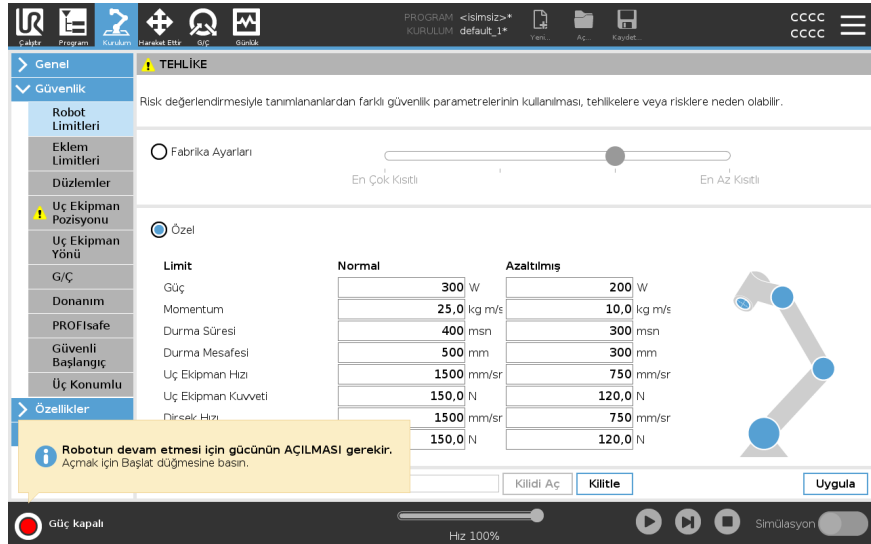 UR
PROGRAM <isimsiz>*
KURULUM default_1*
cccc
cccc
Çalıştır
Program
Kurulum
Hareket Ettir
G/Ç
Günlük
Yeni...
Aç...
Kaydet...
Genel
Güvenlik
Robot
Limitleri
Eklem
Limitleri
Düzlemler
Uç Ekipman
Pozisyonu
Uç Ekipman
Yönü
G/Ç
Donanım
PROFIsafe
Güvenli
Başlangıç
Üç Konumlu
Özellikler
TEHLİKE
Risk değerlendirmesiyle tanımlananlardan farklı güvenlik parametrelerinin kullanılması, tehlikelere veya risklere neden olabilir.
Fabrika Ayarları
En Çok Kısıtlı
En Az Kısıtlı
Özel
Limit Normal Azaltılmış
Güç 300 W 200 W
Momentum 25,0 kg m/s 10,0 kg m/s
Durma Süresi 400 msn 300 msn
Durma Mesafesi 500 mm 300 mm
Uç Ekipman Hızı 1500 mm/sr 750 mm/sr
Uç Ekipman Kuvveti 150,0 N 120,0 N
Dirsek Hızı 1500 mm/sr 750 mm/sr
150,0 N 120,0 N
Robotun devam etmesi için gücünün AÇILMASI gerekir.
Açmak için Başlat düğmesine basın.
Kilidi Aç
Kilitle
Uygula
Güç kapalı
Hız 100%
Simülasyon